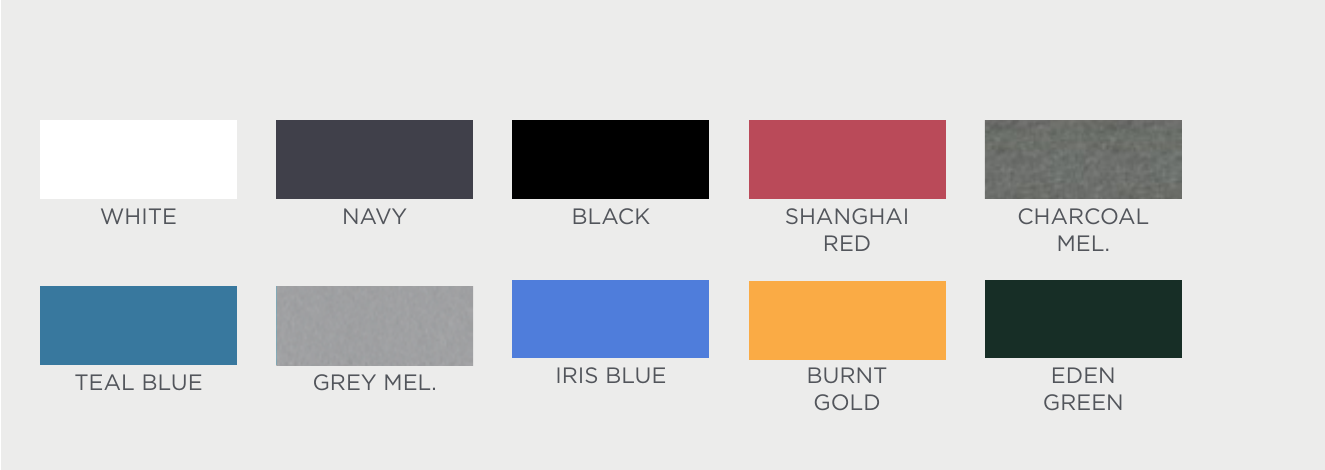 WHITE
NAVY
BLACK
SHANGHAI
RED
CHARCOAL
MEL.
TEAL BLUE
GREY MEL.
IRIS BLUE
BURNT
GOLD
EDEN
GREEN